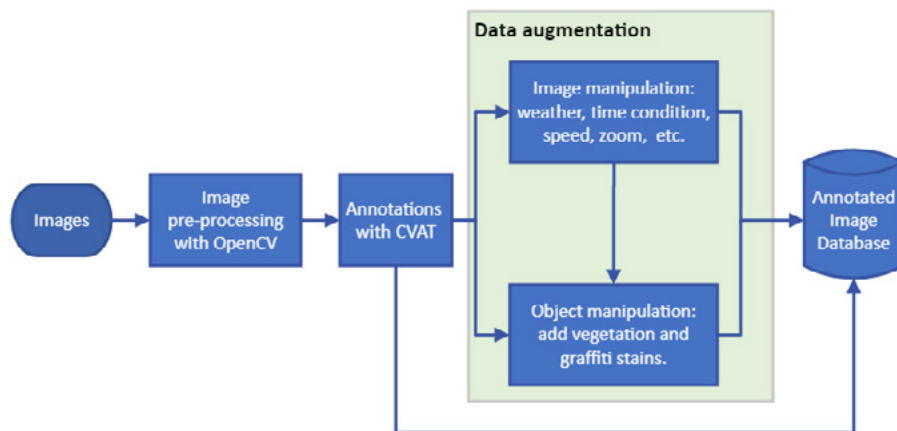 Data augmentation
Image manipulation:
weather, time condition,
speed, zoom, etc.
Images
Image
pre-processing
with OpenCV
Annotations
with CVAT
Annotated
Image
Database
Object manipulation:
add vegetation and
graffiti stains.